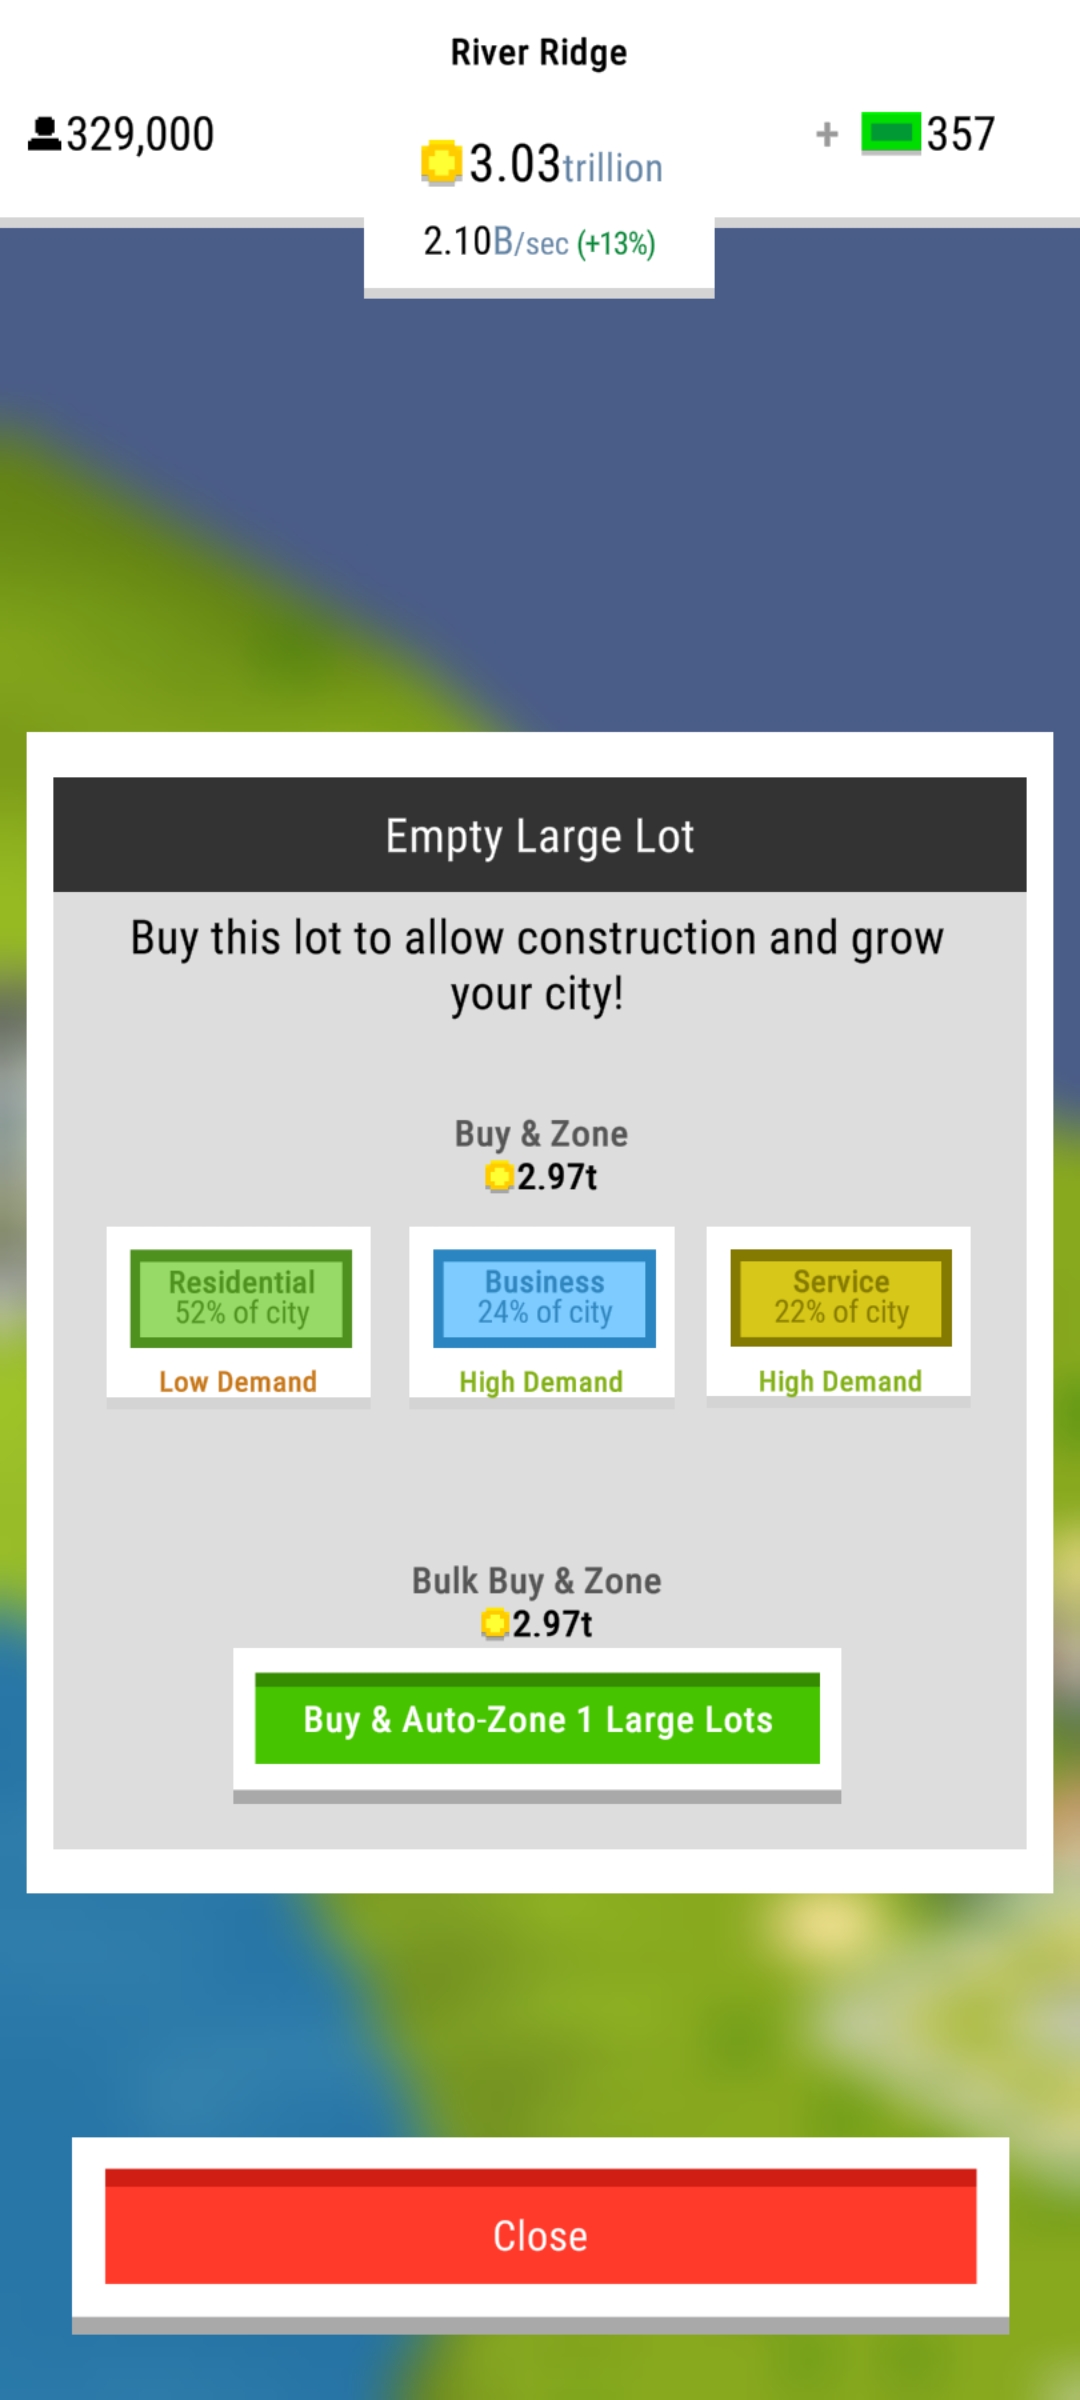 River Ridge
329,000
3.03trillion
+ 357
2.10B/sec (+13%)
Empty Large Lot
Buy this lot to allow construction and grow
your city!
Buy & Zone
2.97t
Residential
52% of city
Low Demand
Business
24% of city
High Demand
Service
22% of city
High Demand
Bulk Buy & Zone
2.97t
Buy & Auto-Zone 1 Large Lots
Close